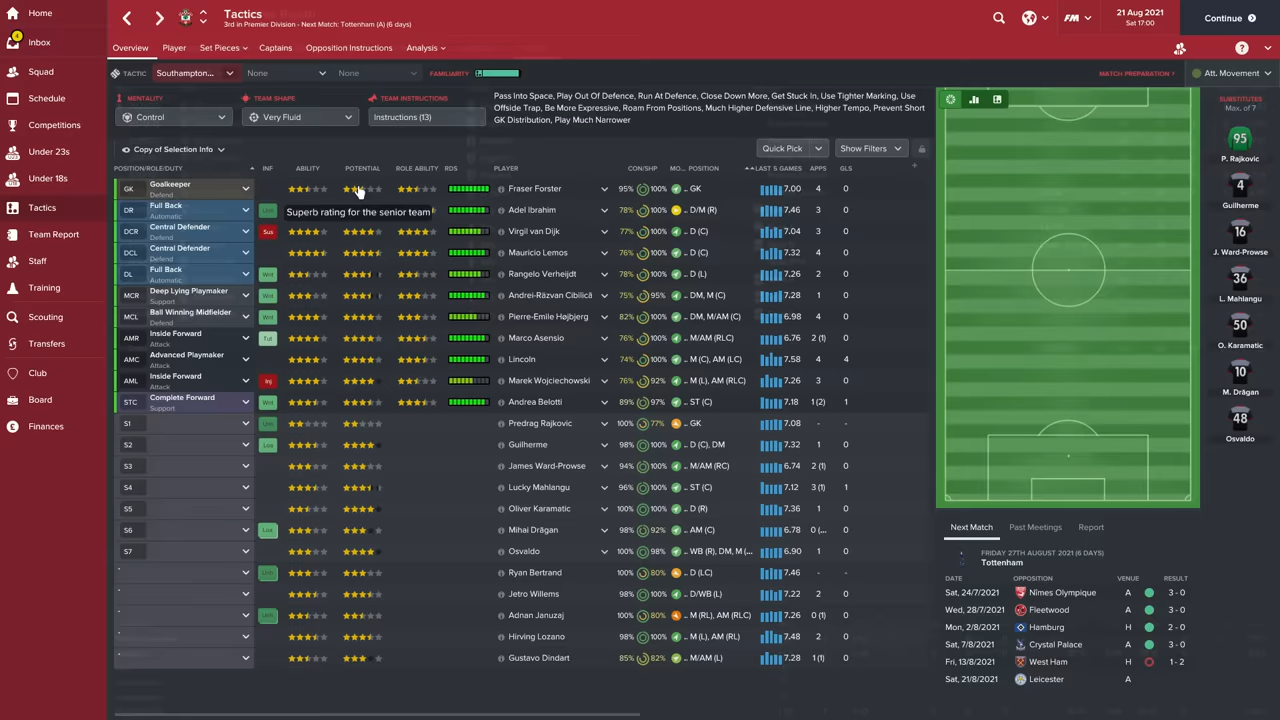 Home
Inbox
4
Squad
Schedule
Competitions
Under 23s
Under 18s
Tactics
Team Report
Staff
Training
Scouting
Transfers
Club
Board
Finances
Tactics
3rd in Premier Division - Next Match: Tottenham (A) (6 days)
FM
21 Aug 2021
Sat 17:00
Continue
Overview Player Set Pieces Captains Opposition Instructions Analysis
TACTIC Southampton... None None FAMILIARITY MATCH PREPARATION Att. Movement
MENTALITY TEAM SHAPE TEAM INSTRUCTIONS
Control Very Fluid Instructions (13)
Pass Into Space, Play Out Of Defence, Run At Defence, Close Down More, Get Stuck In, Use Tighter Marking, Use
Offside Trap, Be More Expressive, Roam From Positions, Much Higher Defensive Line, Higher Tempo, Prevent Short
GK Distribution, Play Much Narrower
Copy of Selection Info Quick Pick Show Filters
POSITION/ROLE/DUTY INF ABILITY POTENTIAL ROLE ABILITY RDS PLAYER CON/SHP MO... POSITION LAST 5 GAMES APPS GLS
GK Goalkeeper Defend Fraser Forster 95% 100% .. GK 7.00 4 0
Superb rating for the senior team
DR Full Back Automatic Adel Ibrahim 78% 100% .. D/M (R) 7.46 3 0
DCR Central Defender Defend Sus Virgil van Dijk 77% 100% .. D (C) 7.04 3 0
DCL Central Defender Defend Mauricio Lemos 76% 100% .. D (C) 7.32 4 0
DL Full Back Automatic Wnt Rangelo Verheijdt 78% 100% .. D (L) 7.26 2 0
MCR Deep Lying Playmaker Support Wnt Andrei-Răzvan Cibilică 75% 95% .. DM, M (C) 7.28 1 0
MCL Ball Winning Midfielder Defend Wnt Pierre-Emile Højbjerg 82% 100% .. DM, M/AM (C) 6.98 4 0
AMR Inside Forward Attack Tut Marco Asensio 76% 100% .. M/AM (RLC) 6.76 2 (1) 0
AMC Advanced Playmaker Attack Lincoln 74% 100% .. M (C), AM (LC) 7.58 4 4
AML Inside Forward Attack Inj Marek Wojciechowski 76% 92% .. M (L), AM (RLC) 7.26 3 0
STC Complete Forward Support Wnt Andrea Belotti 89% 97% .. ST (C) 7.18 1 (2) 1
S1 Predrag Rajkovic 100% 77% .. GK 7.08 - -
S2 Loa Guilherme 98% 100% .. D (C), DM 7.32 1 0
S3 James Ward-Prowse 94% 100% .. M/AM (RC) 6.74 2 (1) 0
S4 Lucky Mahlangu 96% 100% .. ST (C) 7.12 3 (1) 1
S5 Oliver Karamatic 100% 100% .. D (R) 7.36 1 0
S6 Loa Mihai Drăgan 98% 92% .. AM (C) 6.78 0 (... 0
S7 Osvaldo 100% 98% .. WB (R), DM, M (... 6.90 1 0
Ryan Bertrand 100% 80% .. D (LC) 7.46 - -
Jetro Willems 98% 100% .. D/WB (L) 7.22 2 0
Adnan Januzaj 100% 80% .. M (RL), AM (RLC) 7.26 0 (1) 0
Hirving Lozano 98% 100% .. M (L), AM (RL) 7.48 2 0
Gustavo Dindart 85% 82% .. M/AM (L) 7.28 1 (1) 0
SUBSTITUTES
Max. of 7
95
P. Rajkovic
4
Guilherme
16
J. Ward-Prowse
36
L. Mahlangu
50
O. Karamatic
10
M. Drăgan
48
Osvaldo
Next Match Past Meetings Report
FRIDAY 27TH AUGUST 2021 (6 DAYS)
Tottenham
DATE OPPOSITION VENUE RESULT
Sat, 24/7/2021 Nîmes Olympique A 3 - 0
Wed, 28/7/2021 Fleetwood A 3 - 0
Mon, 2/8/2021 Hamburg H 2 - 0
Sat, 7/8/2021 Crystal Palace A 3 - 0
Fri, 13/8/2021 West Ham H 1 - 2
Sat, 21/8/2021 Leicester A